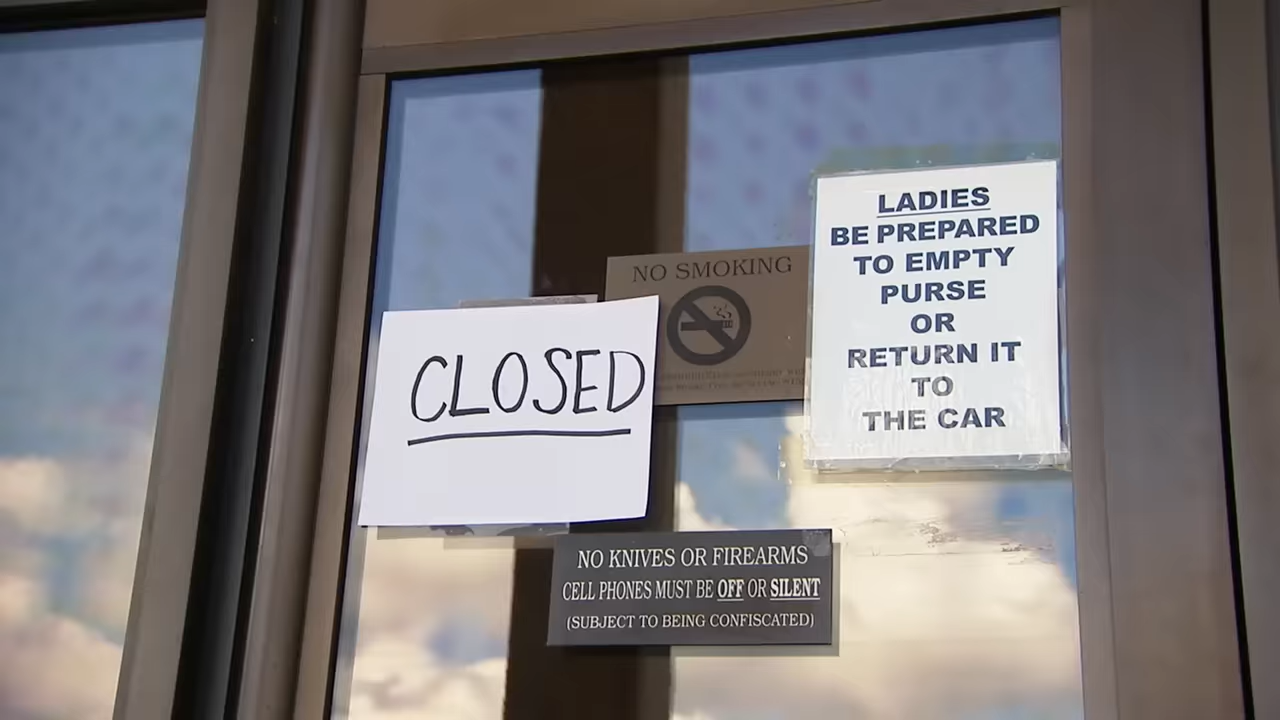 LADIES
BE PREPARED
TO EMPTY
PURSE
OR
RETURN IT
TO
THE CAR
NO SMOKING
CLOSED
NO KNIVES OR FIREARMS
CELL PHONES MUST BE OFF OR SILENT
(SUBJECT TO BEING CONFISCATED)